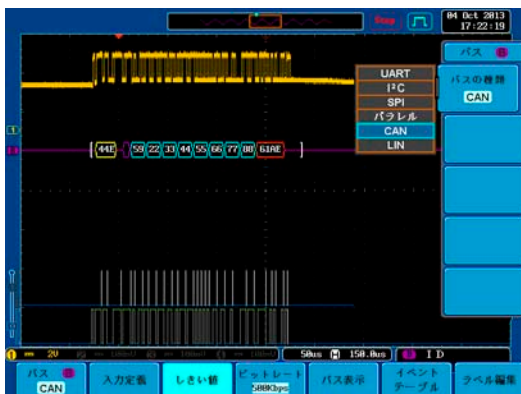 Stop
04 Oct 2013
17:22:19
バス B
バスの種類
CAN
UART
I²C
SPI
パラレル
CAN
LIN
1
44E 59 22 33 44 55 66 77 88 61AE
1 2V 50us H 150.0us B ID
バス B
CAN
入力定義
しきい値
ビットレート
500Kbps
バス表示
イベント
テーブル
ラベル編集